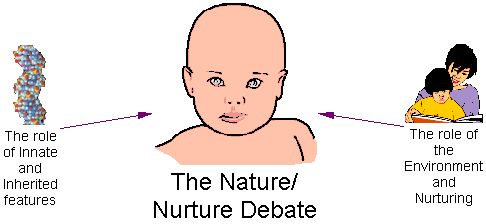 The role
of Innate
and
Inherited
features
The Nature/
Nurture Debate
The role of
the
Environment
and
Nurturing